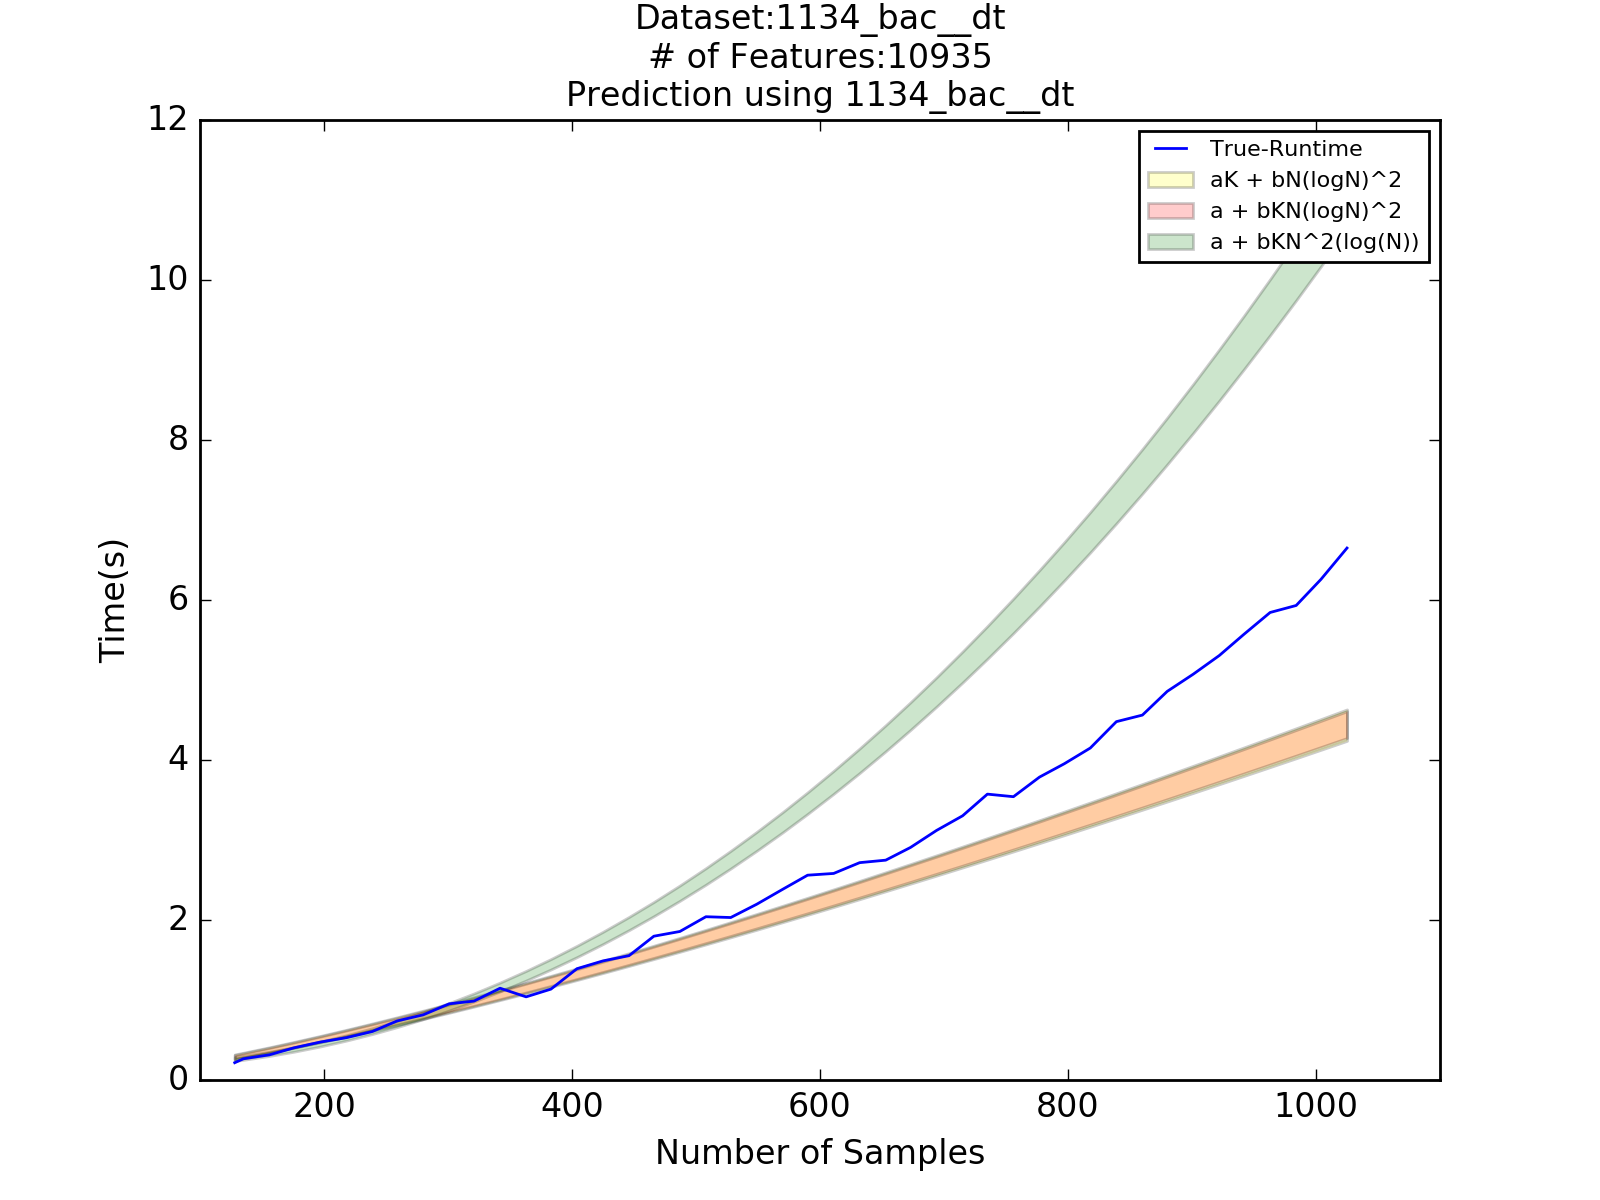 Dataset:1134_bac__dt
# of Features:10935
Prediction using 1134_bac__dt
12
10
8
6
4
2
0
Time(s)
True-Runtime
aK + bN(logN)^2
a + bKN(logN)^2
a + bKN^2(log(N))
200 400 600 800 1000
Number of Samples